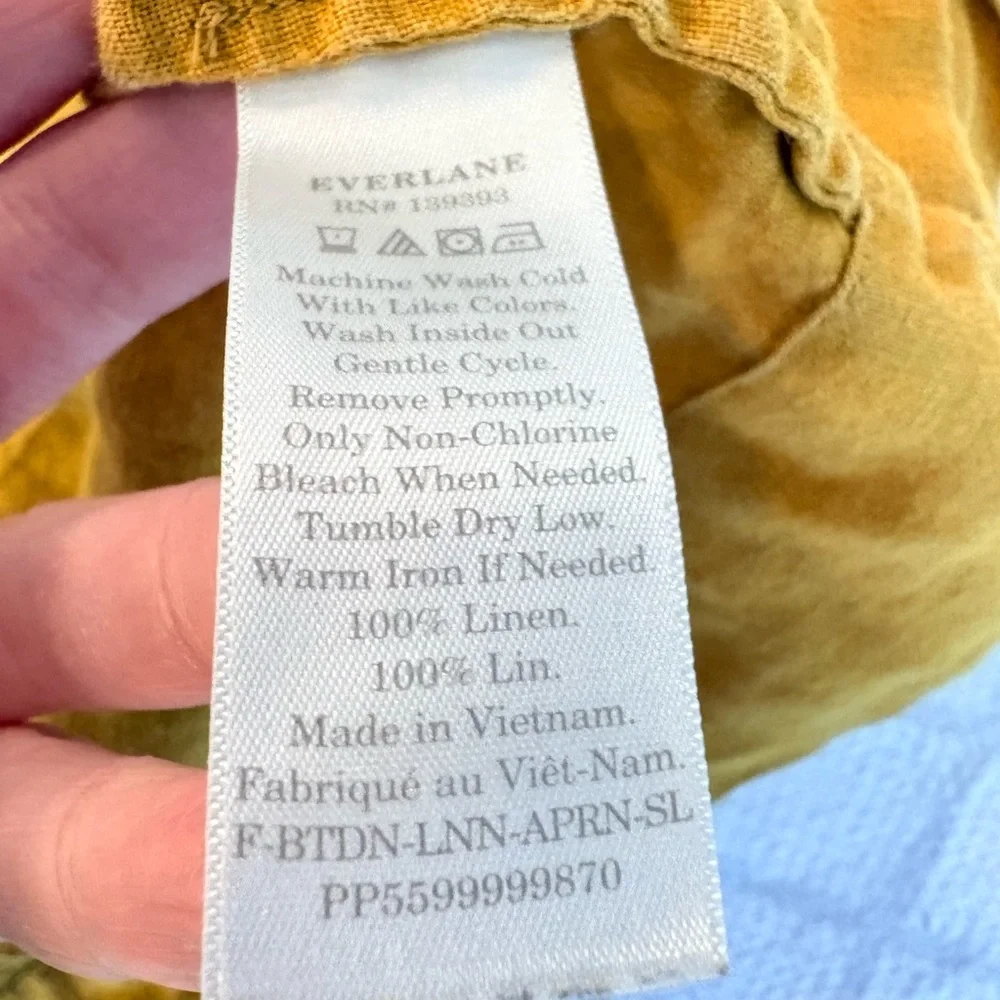 EVERLANE
RN# 139393
Machine Wash Cold
With Like Colors.
Wash Inside Out
Gentle Cycle.
Remove Promptly.
Only Non-Chlorine
Bleach When Needed.
Tumble Dry Low.
Warm Iron If Needed.
100% Linen.
100% Lin.
Made in Vietnam.
Fabriqué au Viêt-Nam.
F-BTDN-LNN-APRN-SL
PP5599999870